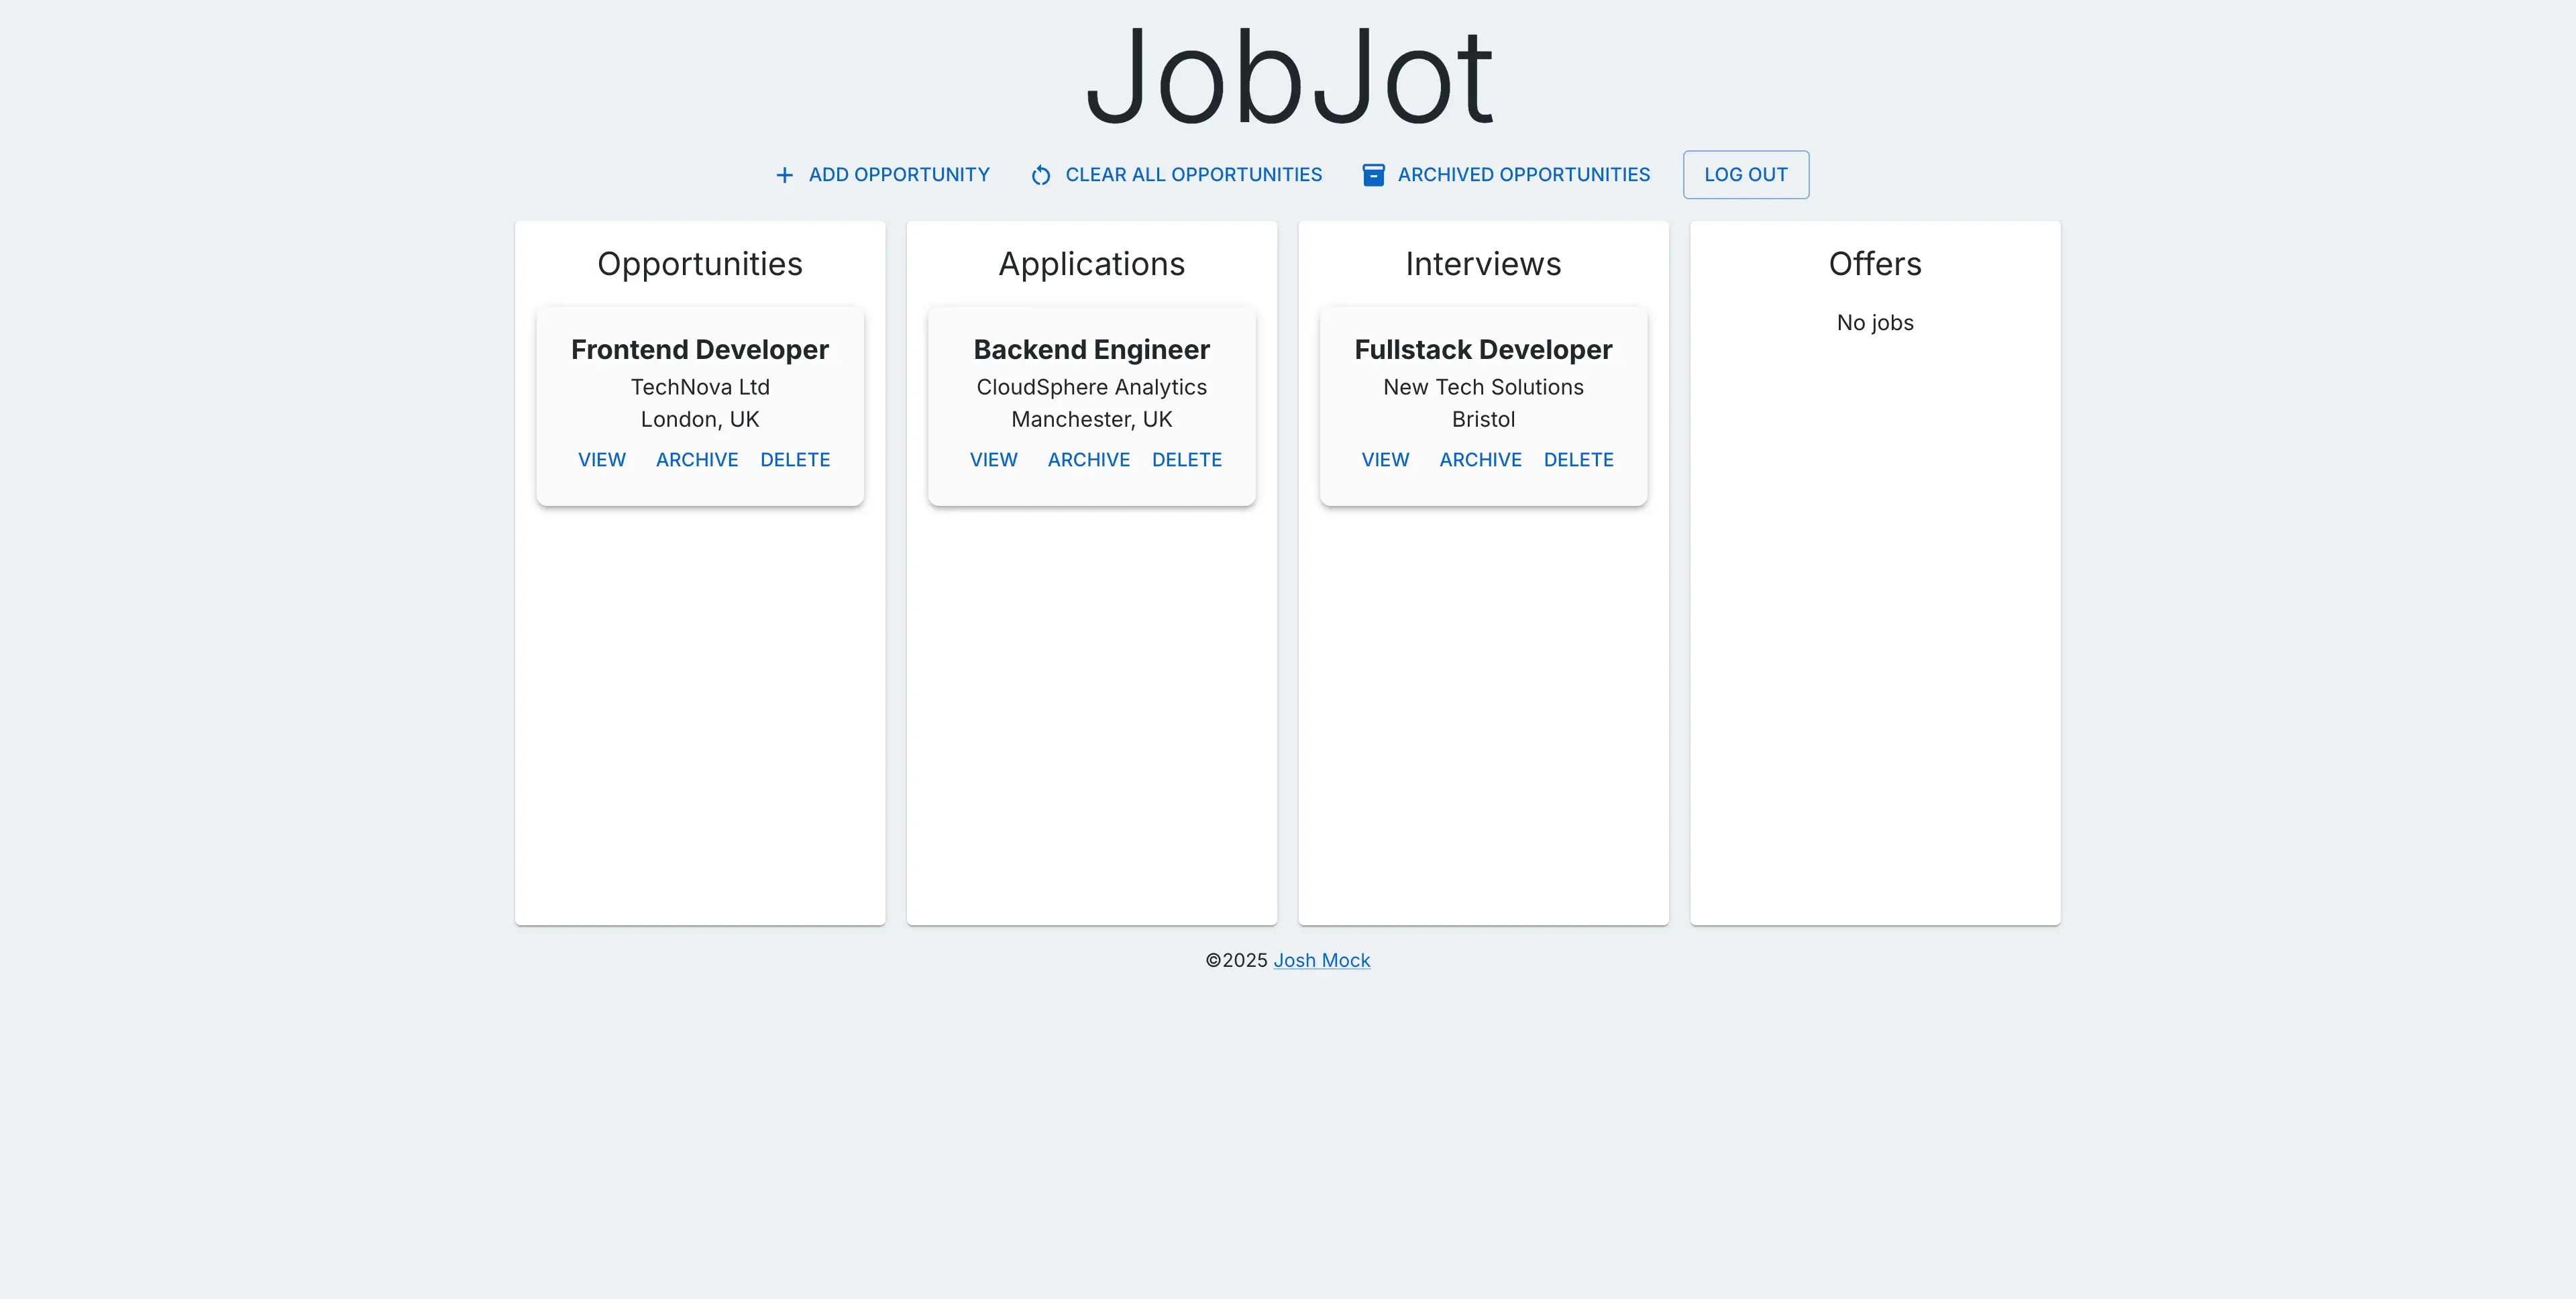 JobJot
ADD OPPORTUNITY
CLEAR ALL OPPORTUNITIES
ARCHIVED OPPORTUNITIES
LOG OUT
Opportunities
Frontend Developer
TechNova Ltd
London, UK
VIEW ARCHIVE DELETE
Applications
Backend Engineer
CloudSphere Analytics
Manchester, UK
VIEW ARCHIVE DELETE
Interviews
Fullstack Developer
New Tech Solutions
Bristol
VIEW ARCHIVE DELETE
Offers
No jobs
©2025 Josh Mock